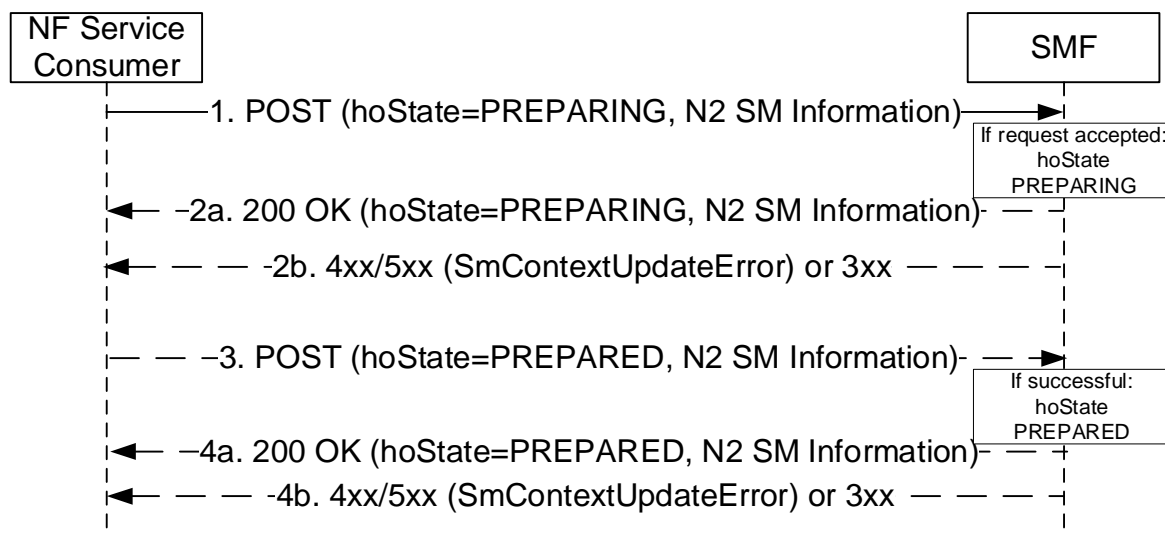 NF Service
Consumer
SMF
1. POST (hoState=PREPARING, N2 SM Information)
If request accepted:
hoState
PREPARING
2a. 200 OK (hoState=PREPARING, N2 SM Information)
2b. 4xx/5xx (SmContextUpdateError) or 3xx
3. POST (hoState=PREPARED, N2 SM Information)
If successful:
hoState
PREPARED
4a. 200 OK (hoState=PREPARED, N2 SM Information)
4b. 4xx/5xx (SmContextUpdateError) or 3xx